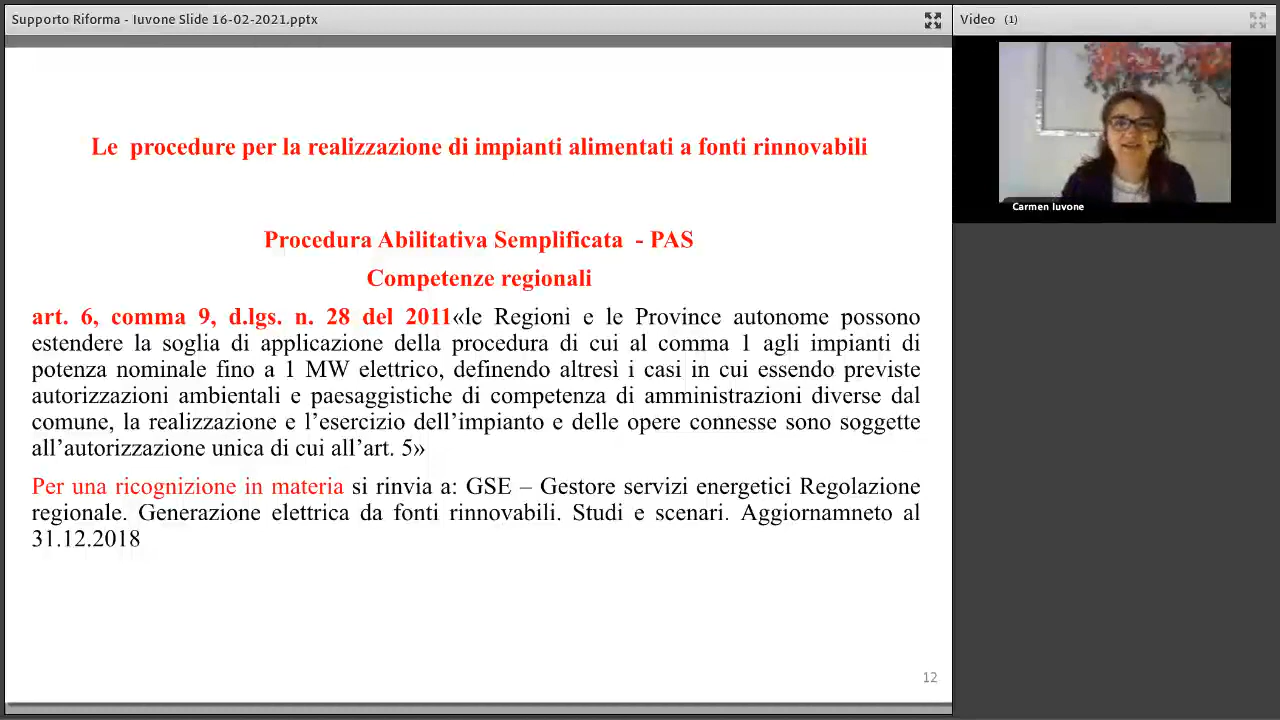 Supporto Riforma - Iuvone Slide 16-02-2021.pptx
Video (1)
Carmen Iuvone
Le procedure per la realizzazione di impianti alimentati a fonti rinnovabili
Procedura Abilitativa Semplificata - PAS
Competenze regionali
art. 6, comma 9, d.lgs. n. 28 del 2011«le Regioni e le Province autonome possono
estendere la soglia di applicazione della procedura di cui al comma 1 agli impianti di
potenza nominale fino a 1 MW elettrico, definendo altresì i casi in cui essendo previste
autorizzazioni ambientali e paesaggistiche di competenza di amministrazioni diverse dal
comune, la realizzazione e l’esercizio dell’impianto e delle opere connesse sono soggette
all’autorizzazione unica di cui all’art. 5»
Per una ricognizione in materia si rinvia a: GSE – Gestore servizi energetici Regolazione
regionale. Generazione elettrica da fonti rinnovabili. Studi e scenari. Aggiornamneto al
31.12.2018
12